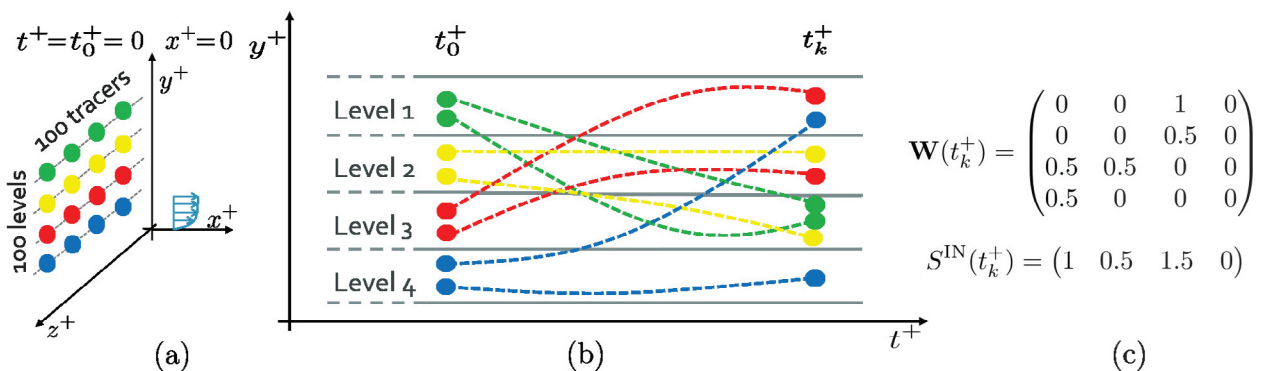 t⁺=t₀⁺=0 x⁺=0
y⁺
100 tracers
100 levels
x⁺
z⁺
(a)
y⁺
t₀⁺
tₖ⁺
Level 1
Level 2
Level 3
Level 4
t⁺
(b)
W(tₖ⁺) =
0 0 1 0
0 0 0.5 0
0.5 0.5 0 0
0.5 0 0 0
Sᴵᴺ(tₖ⁺) = (1 0.5 1.5 0)
(c)